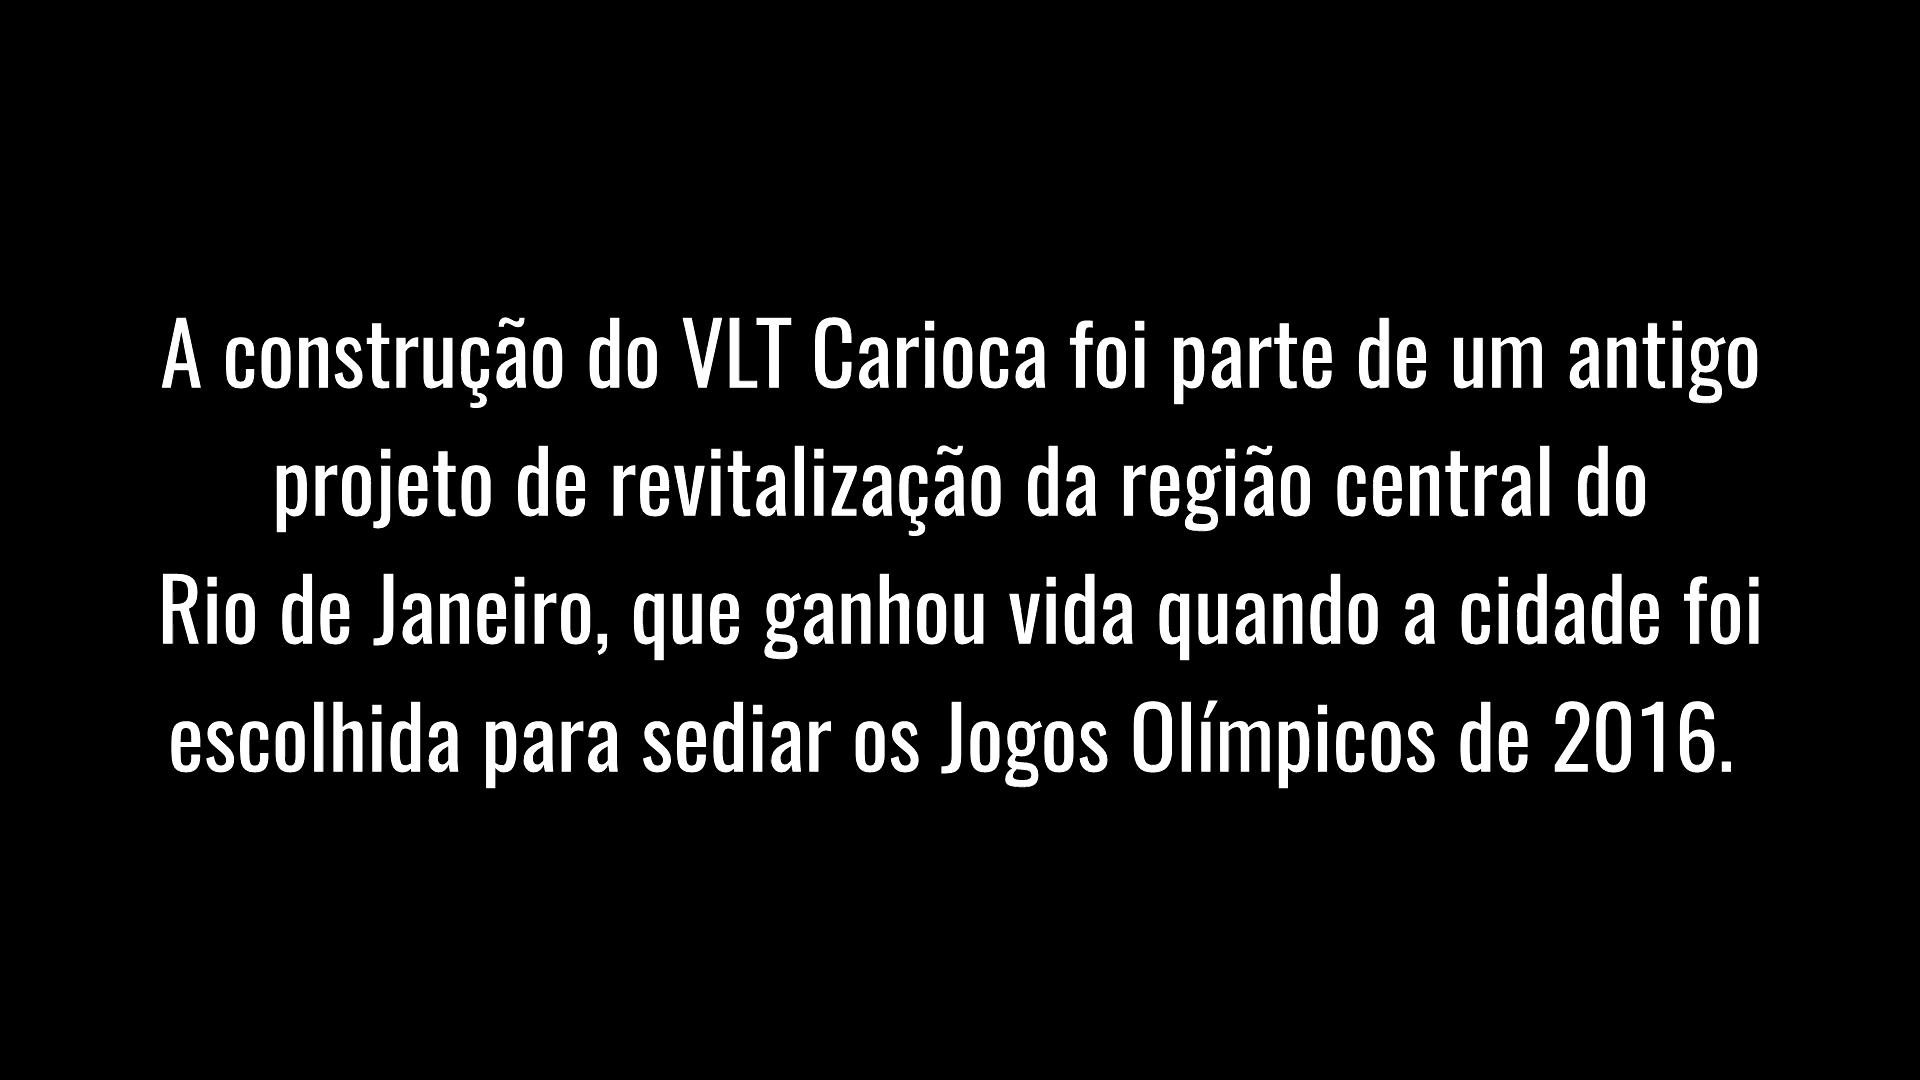 A construção do VLT Carioca foi parte de um antigo
projeto de revitalização da região central do
Rio de Janeiro, que ganhou vida quando a cidade foi
escolhida para sediar os Jogos Olímpicos de 2016.